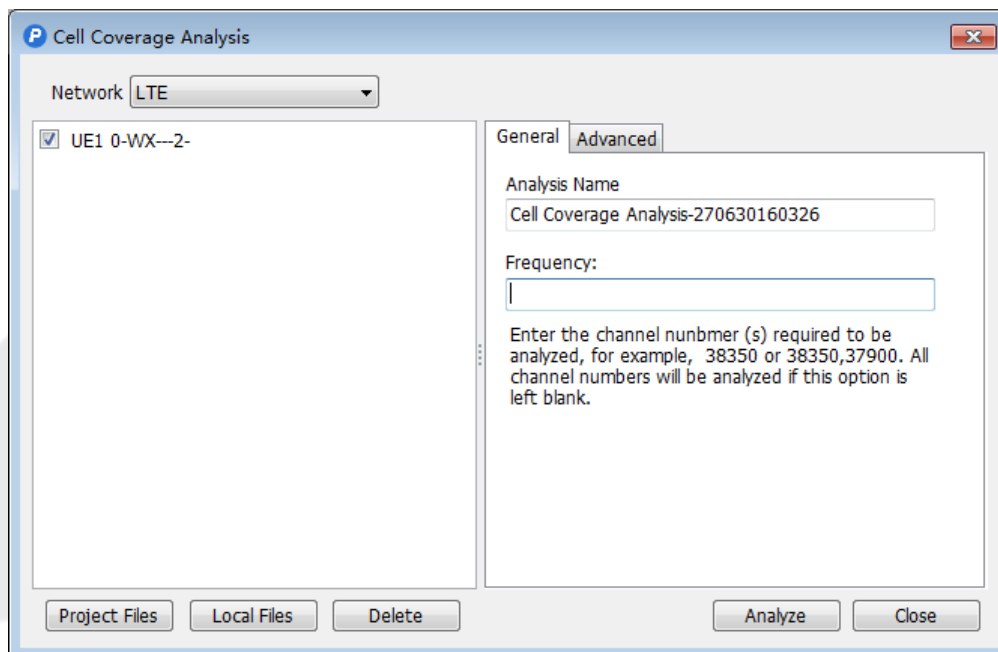 Cell Coverage Analysis
Network LTE
UE1 0-WX---2-
General Advanced
Analysis Name
Cell Coverage Analysis-270630160326
Frequency:
Enter the channel nunbmer (s) required to be
analyzed, for example, 38350 or 38350,37900. All
channel numbers will be analyzed if this option is
left blank.
Project Files Local Files Delete Analyze Close